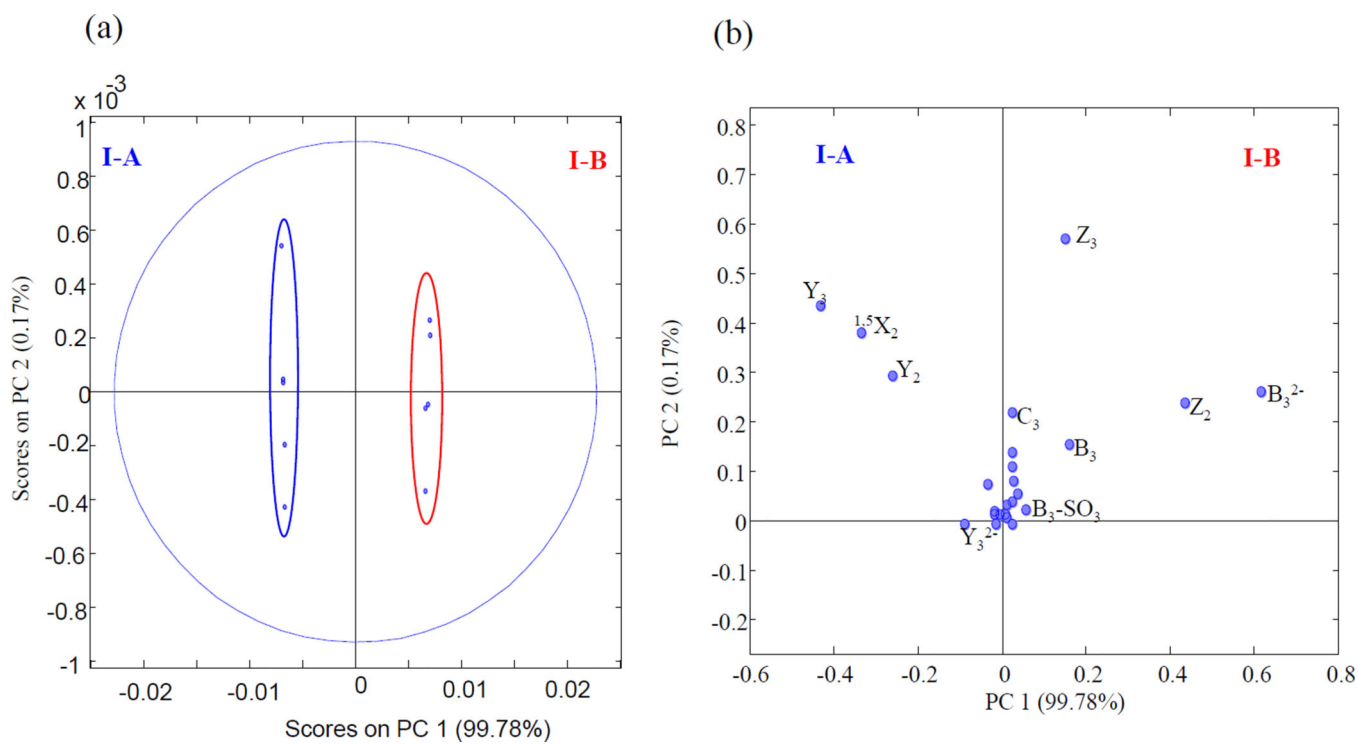 (a)
x 10⁻³
1
0.8
0.6
0.4
0.2
0
-0.2
-0.4
-0.6
-0.8
-1
Scores on PC 2 (0.17%)
I-A
I-B
-0.02
-0.01
0
0.01
0.02
Scores on PC 1 (99.78%)
(b)
0.8
0.7
0.6
0.5
0.4
0.3
0.2
0.1
0
-0.1
-0.2
PC 2 (0.17%)
I-A
I-B
Z₃
Y₃
¹·⁵X₂
Y₂
C₃
Z₂
B₃²⁻
B₃
B₃-SO₃
Y₃²⁻
-0.6
-0.4
-0.2
0.0
0.2
0.4
0.6
0.8
PC 1 (99.78%)